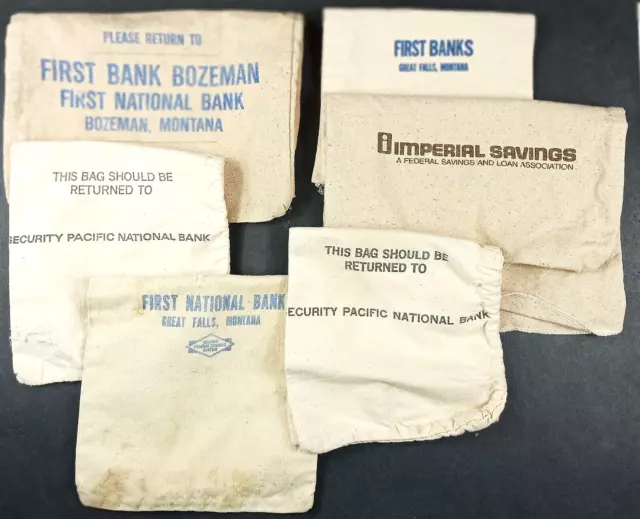 PLEASE RETURN TO
FIRST BANK BOZEMAN
FIRST NATIONAL BANK
BOZEMAN, MONTANA
FIRST BANKS
GREAT FALLS, MONTANA
IMPERIAL SAVINGS
A FEDERAL SAVINGS AND LOAN ASSOCIATION
THIS BAG SHOULD BE
RETURNED TO
SECURITY PACIFIC NATIONAL BANK
THIS BAG SHOULD BE
RETURNED TO
ECURITY PACIFIC NATIONAL BANK
FIRST NATIONAL BANK
GREAT FALLS, MONTANA